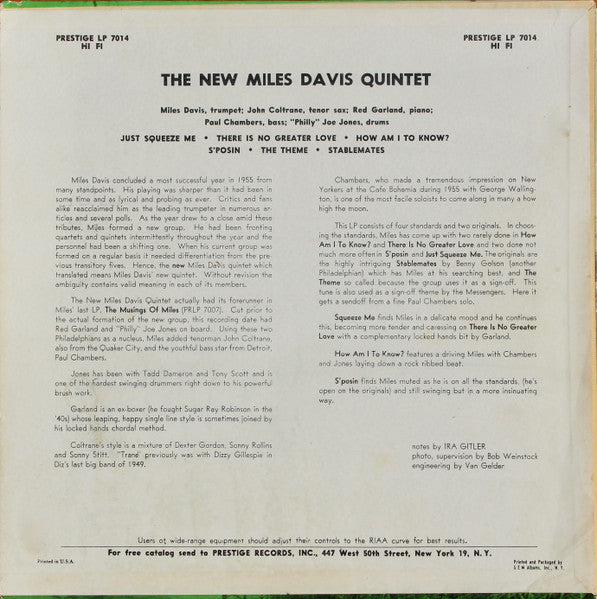 PRESTIGE LP 7014
HI FI
PRESTIGE LP 7014
HI FI
THE NEW MILES DAVIS QUINTET
Miles Davis, trumpet; John Coltrane, tenor sax; Red Garland, piano;
Paul Chambers, bass; "Philly" Joe Jones, drums
JUST SQUEEZE ME • THERE IS NO GREATER LOVE • HOW AM I TO KNOW?
S'POSIN • THE THEME • STABLEMATES
Miles Davis concluded a most successful year in 1955 from
many standpoints. His playing was sharper than it had been in
some time and as lyrical and probing as ever. Critics and fans
alike reacclaimed him as the leading trumpeter in numerous ar-
ticles and several polls. As the year drew to a close amid these
tributes, Miles formed a new group. He had been fronting
quartets and quintets intermittently throughout the year and the
personnel had been a shifting one. When his current group was
formed on a regular basis it needed differentiation from the pre-
vious transitory fives. Hence, the new Miles Davis quintet which
translated means Miles Davis' new quintet. Without revision the
ambiguity contains valid meaning in each of its members.
The New Miles Davis Quintet actually had its forerunner in
Miles' last LP, The Musings Of Miles (PRLP 7007). Cut prior to
the actual formation of the new group, this recording date had
Red Garland and "Philly" Joe Jones on board. Using these two
Philadelphians as a nucleus, Miles added tenorman John Coltrane,
also from the Quaker City, and the youthful bass star from Detroit,
Paul Chambers.
Jones has been with Tadd Dameron and Tony Scott and is
one of the hardest swinging drummers right down to his powerful
brush work.
Garland is an ex-boxer (he fought Sugar Ray Robinson in the
'40s) whose leaping, happy single line style is sometimes joined by
his locked hands chordal method.
Coltrane's style is a mixture of Dexter Gordon, Sonny Rollins
and Sonny Stitt. "Trane" previously was with Dizzy Gillespie in
Diz's last big band of 1949.
Chambers, who made a tremendous impression on New
Yorkers at the Cafe Bohemia during 1955 with George Walling-
ton, is one of the most facile soloists to come along in many a how
high the moon.
This LP consists of four standards and two originals. In choos-
ing the standards, Miles has come up with two rarely done in How
Am I To Know? and There Is No Greater Love and two done not
much more often in S'posin and Just Squeeze Me. The originals are
the highly intriguing Stablemates by Benny Golson (another
Philadelphian) which has Miles at his searching best, and The
Theme so called because the group uses it as a sign-off. This
tune is also used as a sign-off theme by the Messengers. Here it
gets a sendoff from a fine Paul Chambers solo.
Squeeze Me finds Miles in a delicate mood and he continues
this, becoming more tender and caressing on There Is No Greater
Love with a complementary locked hands bit by Garland.
How Am I To Know? features a driving Miles with Chambers
and Jones laying down a rock ribbed beat.
S'posin finds Miles muted as he is on all the standards, (he's
open on the originals) and still swinging but in a more insinuating
way.
notes by IRA GITLER
photo, supervision by Bob Weinstock
engineering by Van Gelder
Users of wide-range equipment should adjust their controls to the RIAA curve for best results.
For free catalog send to PRESTIGE RECORDS, INC., 447 West 50th Street, New York 19, N. Y.
Printed in U.S.A.
Printed and Packaged by
G E M Albums, Inc., N. Y.